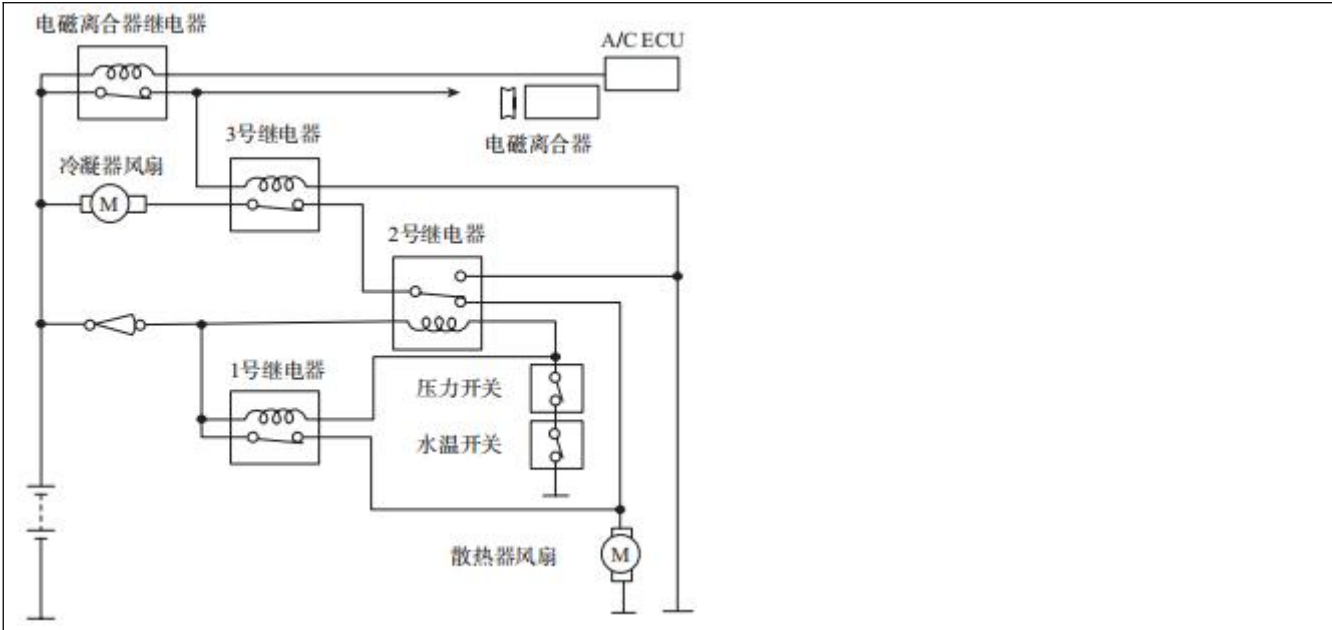 电磁离合器继电器
A/C ECU
电磁离合器
3号继电器
冷凝器风扇
M
2号继电器
1号继电器
压力开关
水温开关
散热器风扇
M